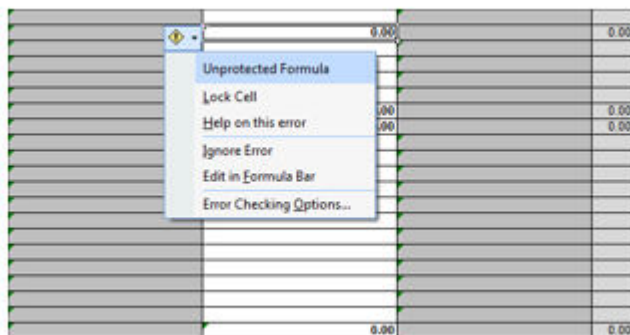 0.00 0.00
Unprotected Formula
Lock Cell
.00 0.00
Help on this error
.00 0.00
Ignore Error
Edit in Formula Bar
Error Checking Options...
0.00 0.00